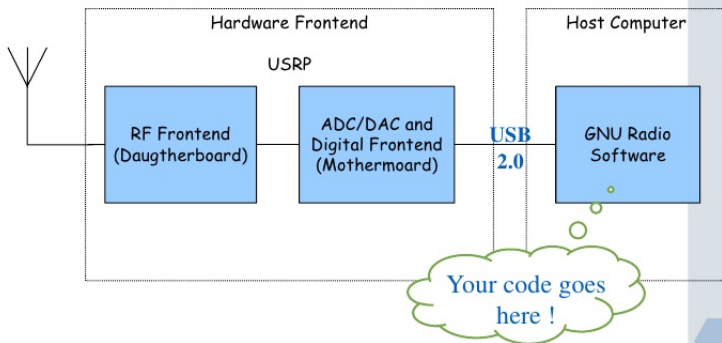 Hardware Frontend
Host Computer
USRP
RF Frontend
(Daugtherboard)
ADC/DAC and
Digital Frontend
(Mothermoard)
USB
2.0
GNU Radio
Software
Your code goes
here !